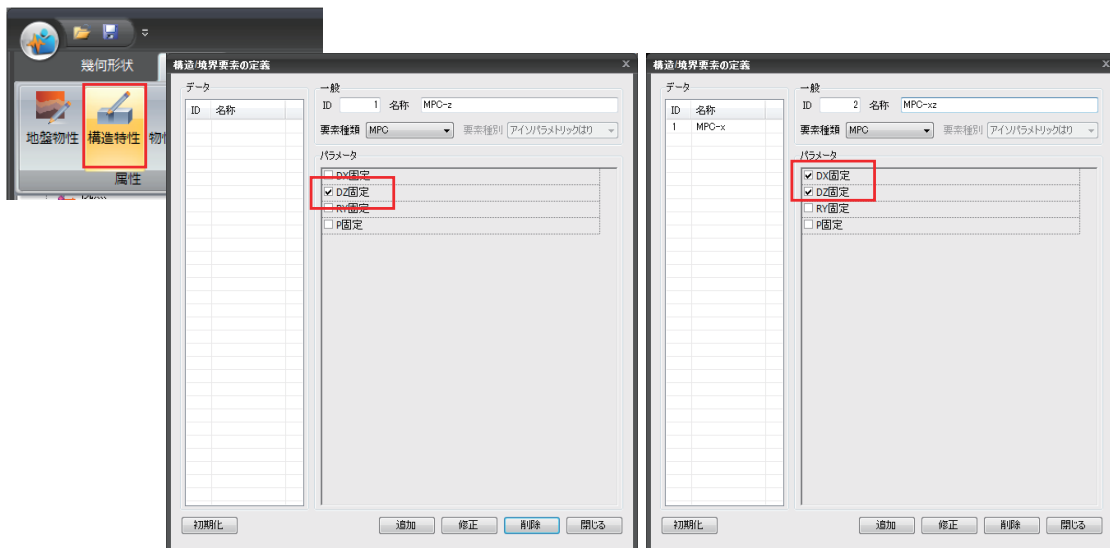 幾何形状
地盤物性
構造特性
属性
構造/境界要素の定義
x
データ
ID 名称
一般
ID 1 名称 MPC-z
要素種類 MPC 要素種別 アイソパラメトリックはり
パラメータ
DX固定
DZ固定
RY固定
P固定
初期化
追加 修正 削除 閉じる
構造/境界要素の定義
x
データ
ID 名称
1 MPC-x
一般
ID 2 名称 MPC-xz
要素種類 MPC 要素種別 アイソパラメトリックはり
パラメータ
DX固定
DZ固定
RY固定
P固定
初期化
追加 修正 削除 閉じる